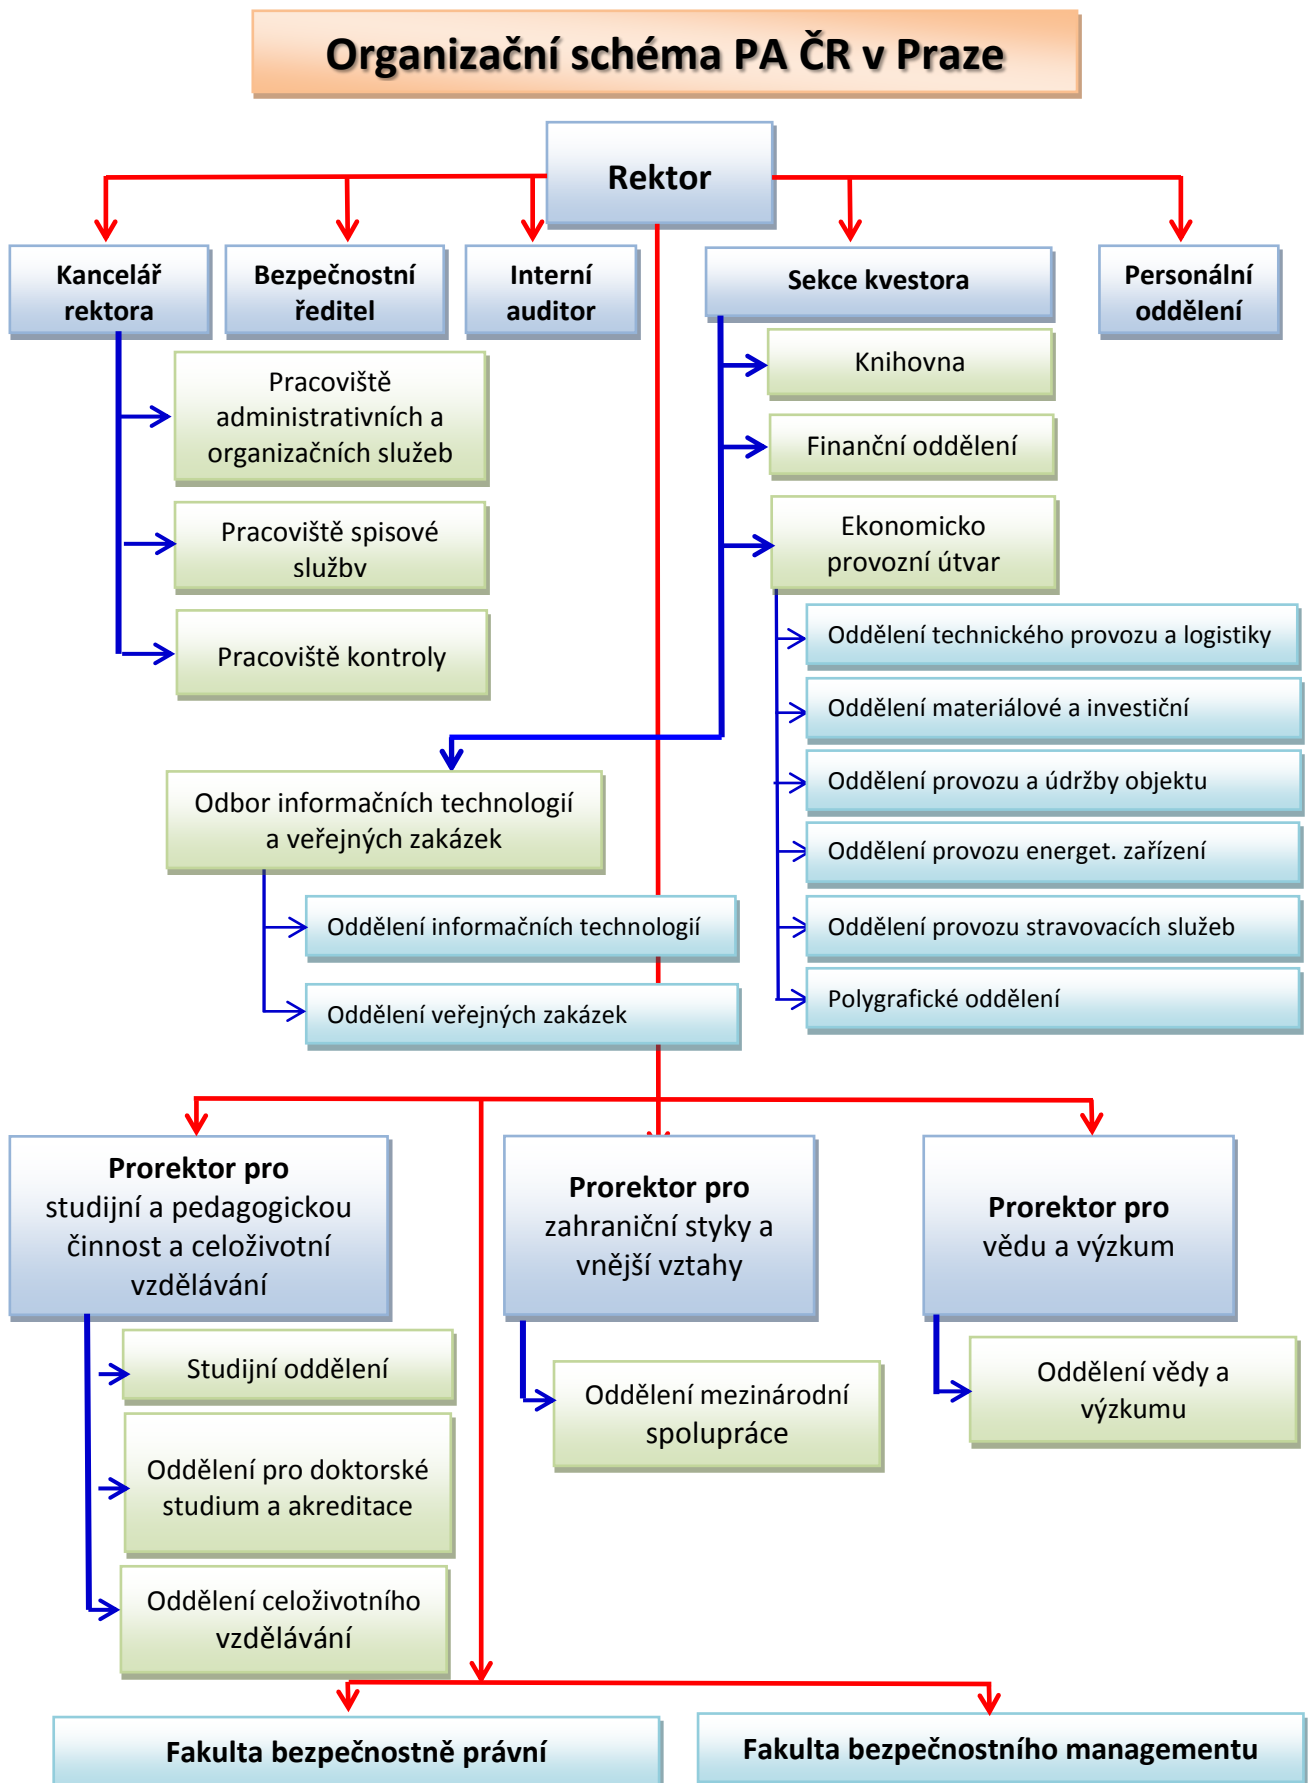 Organizační schéma PA ČR v Praze
Rektor
Kancelář
rektora
Bezpečnostní
ředitel
Interní
auditor
Sekce kvestora
Personální
oddělení
Pracoviště
administrativních a
organizačních služeb
Pracoviště spisové
službv
Pracoviště kontroly
Knihovna
Finanční oddělení
Ekonomicko
provozní útvar
Oddělení technického provozu a logistiky
Oddělení materiálové a investiční
Oddělení provozu a údržby objektu
Oddělení provozu energet. zařízení
Oddělení provozu stravovacích služeb
Polygrafické oddělení
Odbor informačních technologií
a veřejných zakázek
Oddělení informačních technologií
Oddělení veřejných zakázek
Prorektor pro
studijní a pedagogickou
činnost a celoživotní
vzdělávání
Studijní oddělení
Oddělení pro doktorské
studium a akreditace
Oddělení celoživotního
vzdělávání
Prorektor pro
zahraniční styky a
vnější vztahy
Oddělení mezinárodní
spolupráce
Prorektor pro
vědu a výzkum
Oddělení vědy a
výzkumu
Fakulta bezpečnostně právní
Fakulta bezpečnostního managementu